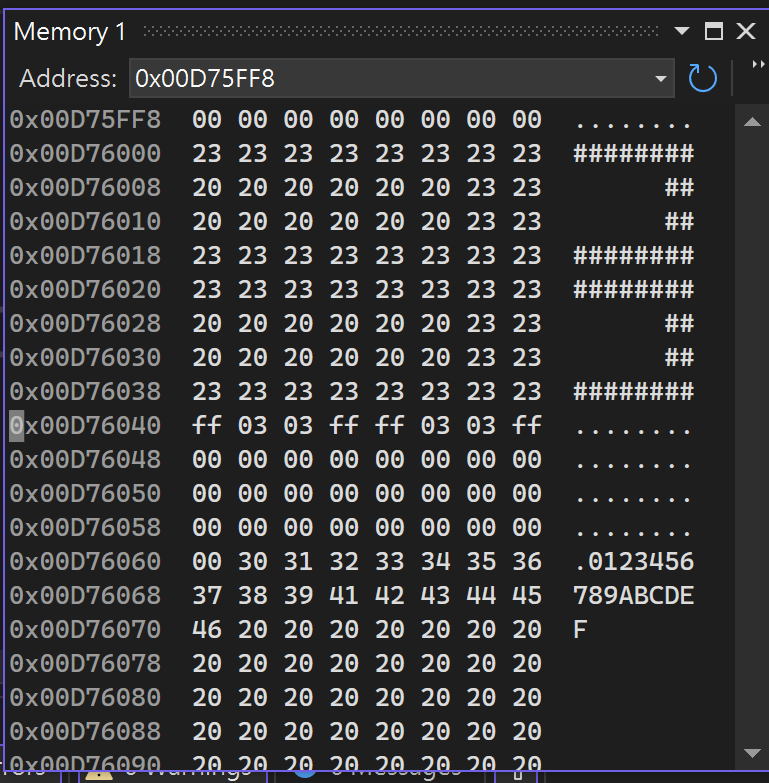 Memory 1
Address: 0x00D75FF8
0x00D75FF8 00 00 00 00 00 00 00 00 ........
0x00D76000 23 23 23 23 23 23 23 23 ########
0x00D76008 20 20 20 20 20 20 23 23       ##
0x00D76010 20 20 20 20 20 20 23 23       ##
0x00D76018 23 23 23 23 23 23 23 23 ########
0x00D76020 23 23 23 23 23 23 23 23 ########
0x00D76028 20 20 20 20 20 20 23 23       ##
0x00D76030 20 20 20 20 20 20 23 23       ##
0x00D76038 23 23 23 23 23 23 23 23 ########
0x00D76040 ff 03 03 ff ff 03 03 ff ........
0x00D76048 00 00 00 00 00 00 00 00 ........
0x00D76050 00 00 00 00 00 00 00 00 ........
0x00D76058 00 00 00 00 00 00 00 00 ........
0x00D76060 00 30 31 32 33 34 35 36 .0123456
0x00D76068 37 38 39 41 42 43 44 45 789ABCDE
0x00D76070 46 20 20 20 20 20 20 20 F
0x00D76078 20 20 20 20 20 20 20 20
0x00D76080 20 20 20 20 20 20 20 20
0x00D76088 20 20 20 20 20 20 20 20
0x00D76090 20 20 20 20 20 20 20 20